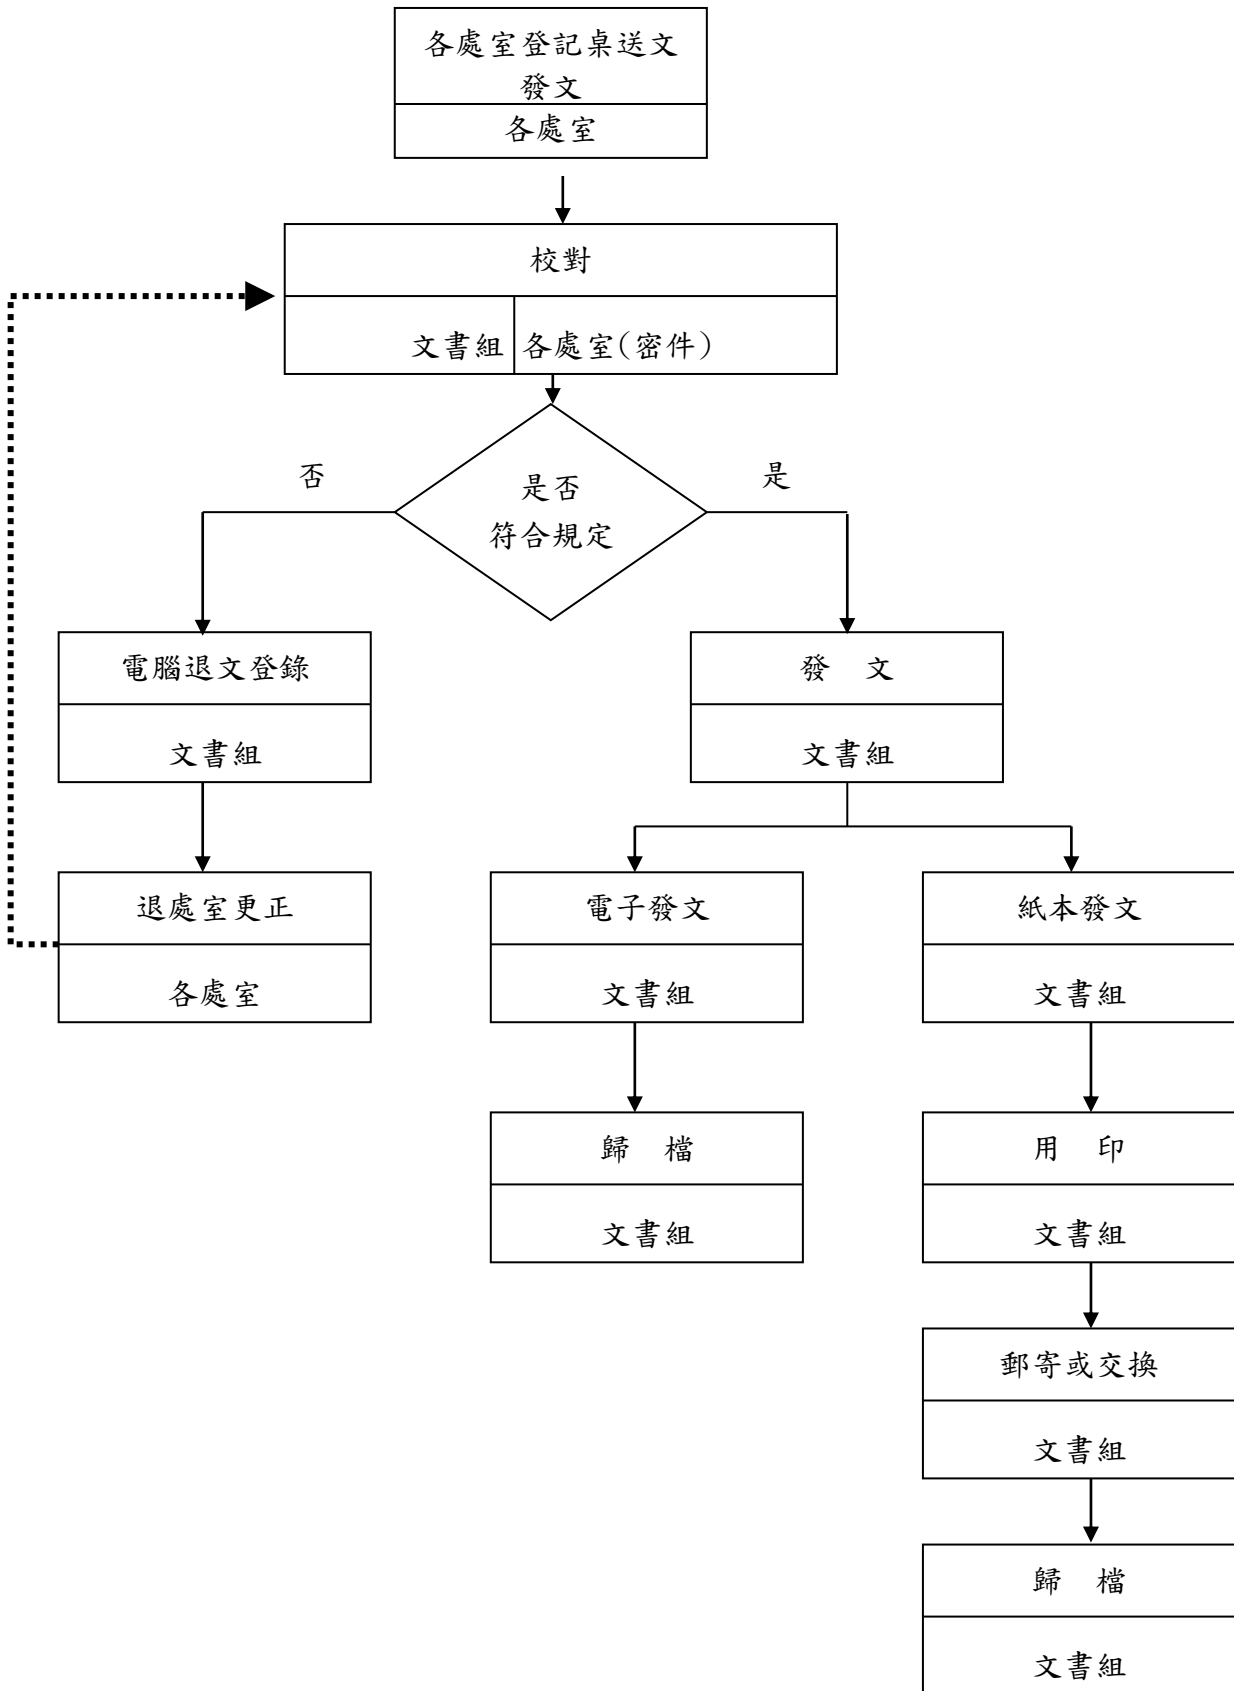 各處室登記桌送文
發文
各處室
校對
文書組 各處室(密件)
否
是
是否
符合規定
電腦退文登錄
文書組
發　文
文書組
退處室更正
各處室
電子發文
文書組
紙本發文
文書組
歸　檔
文書組
用　印
文書組
郵寄或交換
文書組
歸　檔
文書組